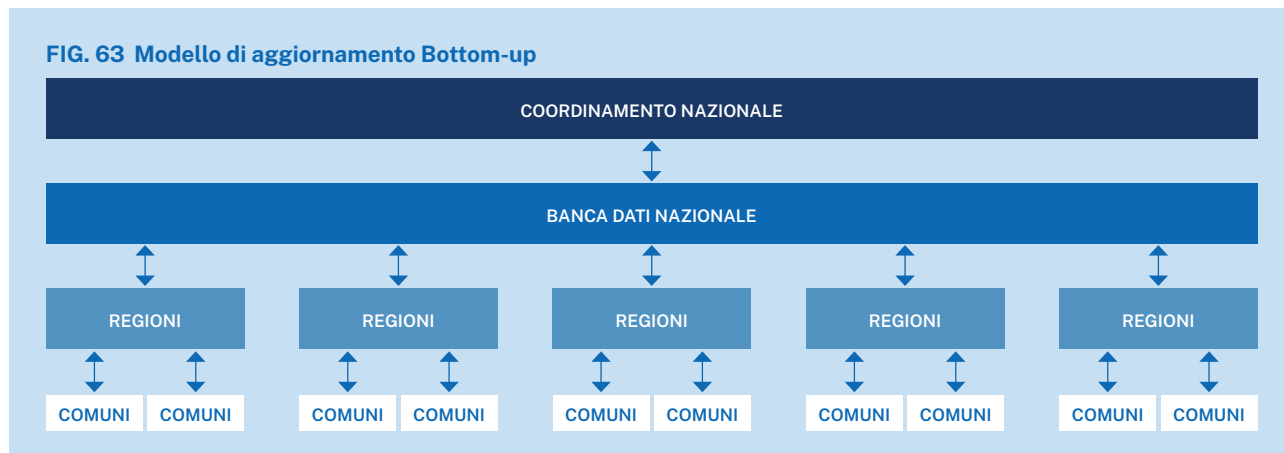 FIG. 63 Modello di aggiornamento Bottom-up
COORDINAMENTO NAZIONALE
BANCA DATI NAZIONALE
REGIONI REGIONI REGIONI REGIONI REGIONI
COMUNI COMUNI COMUNI COMUNI COMUNI COMUNI COMUNI COMUNI COMUNI COMUNI